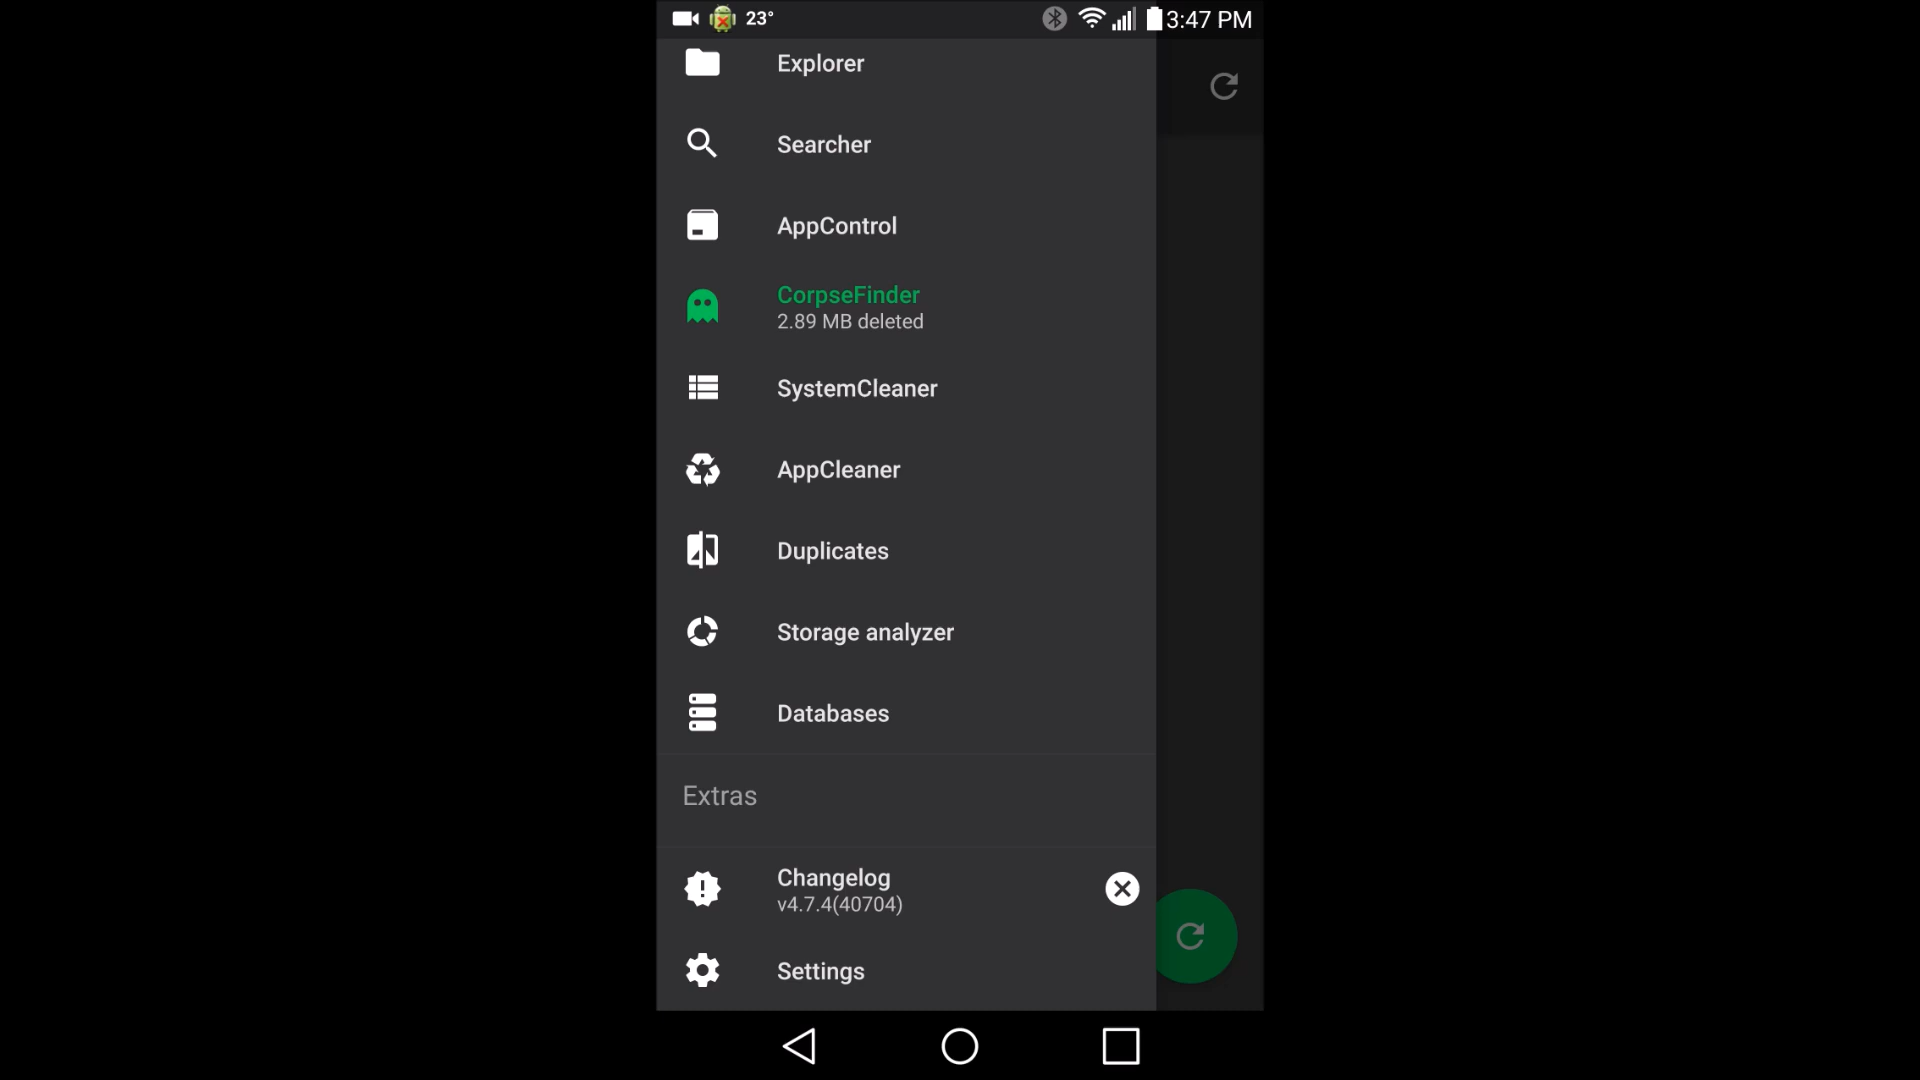 23°
3:47 PM
Explorer
Searcher
AppControl
CorpseFinder
2.89 MB deleted
SystemCleaner
AppCleaner
Duplicates
Storage analyzer
Databases
Extras
Changelog
v4.7.4(40704)
Settings